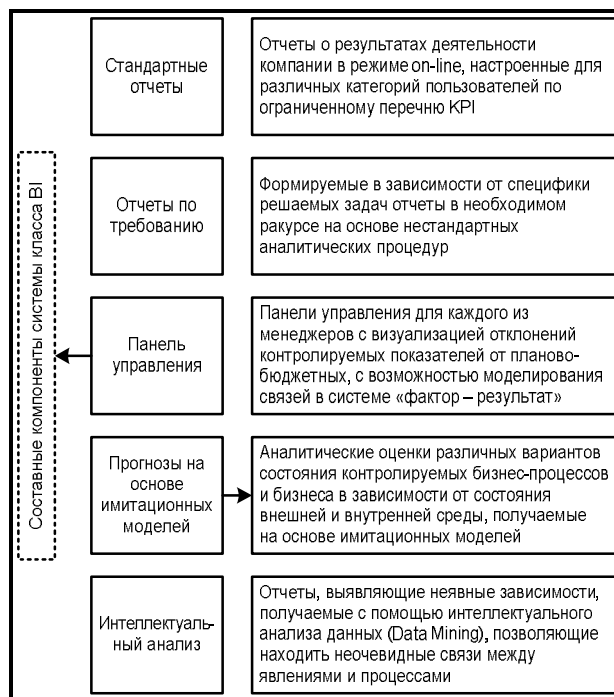 Составные компоненты системы класса BI
Стандартные
отчеты
Отчеты о результатах деятельности
компании в режиме on-line, настроенные для
различных категорий пользователей по
ограниченному перечню KPI
Отчеты по
требованию
Формируемые в зависимости от специфики
решаемых задач отчеты в необходимом
ракурсе на основе нестандартных
аналитических процедур
Панель
управления
Панели управления для каждого из
менеджеров с визуализацией отклонений
контролируемых показателей от планово-
бюджетных, с возможностью моделирования
связей в системе «фактор – результат»
Прогнозы на
основе
имитационных
моделей
Аналитические оценки различных вариантов
состояния контролируемых бизнес-процессов
и бизнеса в зависимости от состояния
внешней и внутренней среды, получаемые
на основе имитационных моделей
Интеллектуаль-
ный анализ
Отчеты, выявляющие неявные зависимости,
получаемые с помощью интеллектуального
анализа данных (Data Mining), позволяющие
находить неочевидные связи между
явлениями и процессами